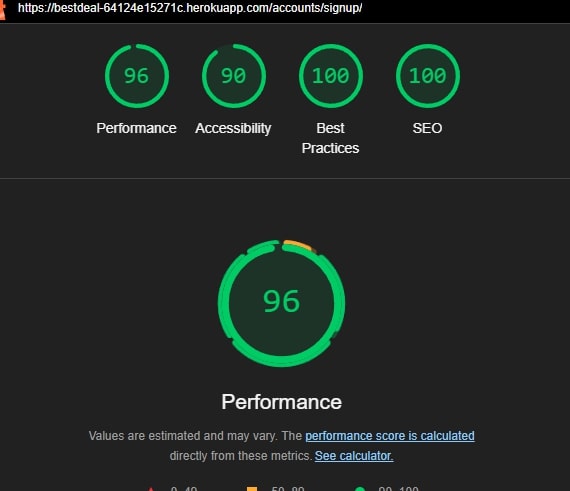 https://bestdeal-64124e15271c.herokuapp.com/accounts/signup/
96 90 100 100
Performance Accessibility Best Practices SEO
96
Performance
Values are estimated and may vary. The performance score is calculated
directly from these metrics. See calculator.
0–49 50–89 90–100